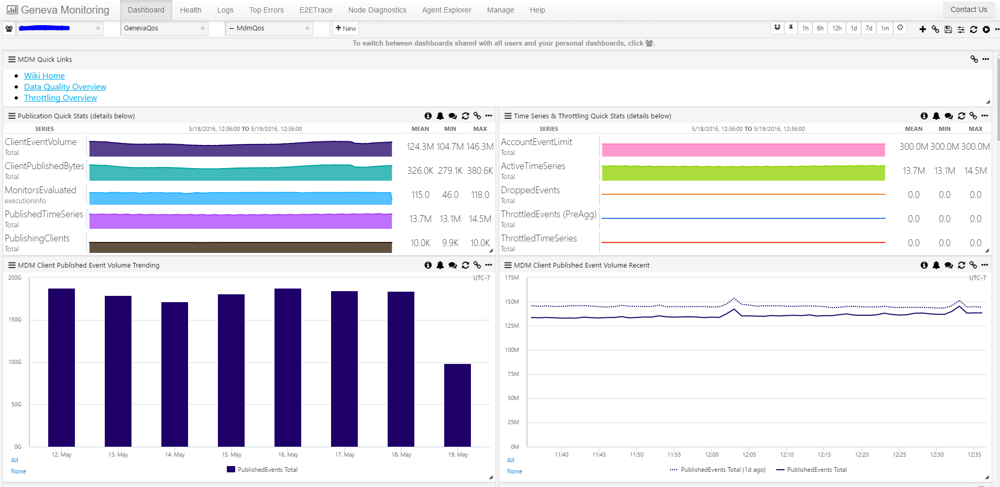 Geneva Monitoring Dashboard Health Logs Top Errors E2ETrace Node Diagnostics Agent Explorer Manage Help Contact Us
GenevaQos × ← MdmQos × New 1h 6h 12h 1d 7d 1m
To switch between dashboards shared with all users and your personal dashboards, click .
MDM Quick Links
Wiki Home
Data Quality Overview
Throttling Overview
Publication Quick Stats (details below)
SERIES 5/18/2016, 12:36:00 TO 5/19/2016, 12:36:00 MEAN MIN MAX
ClientEventVolume 124.3M 104.7M 146.3M
Total
ClientPublishedBytes 326.0K 279.1K 380.6K
Total
MonitorsEvaluated 115.0 46.0 118.0
executioninfo
PublishedTimeSeries 13.7M 13.1M 14.5M
Total
PublishingClients 10.0K 9.9K 10.0K
Total
Time Series & Throttling Quick Stats (details below)
SERIES 5/18/2016, 12:36:00 TO 5/19/2016, 12:36:00 MEAN MIN MAX
AccountEventLimit 300.0M 300.0M 300.0M
Total
ActiveTimeSeries 13.7M 13.1M 14.5M
Total
DroppedEvents 0.0 0.0 0.0
Total
ThrottledEvents (PreAgg) 0.0 0.0 0.0
Total
ThrottledTimeSeries 0.0 0.0 0.0
Total
MDM Client Published Event Volume Trending
200G UTC-7
150G
100G
50G
0G
12. May 13. May 14. May 15. May 16. May 17. May 18. May 19. May
All
None
PublishedEvents Total
MDM Client Published Event Volume Recent
175M UTC-7
150M
125M
100M
75M
50M
25M
0M
11:40 11:45 11:50 11:55 12:00 12:05 12:10 12:15 12:20 12:25 12:30 12:35
All
None
PublishedEvents Total (1d ago) PublishedEvents Total